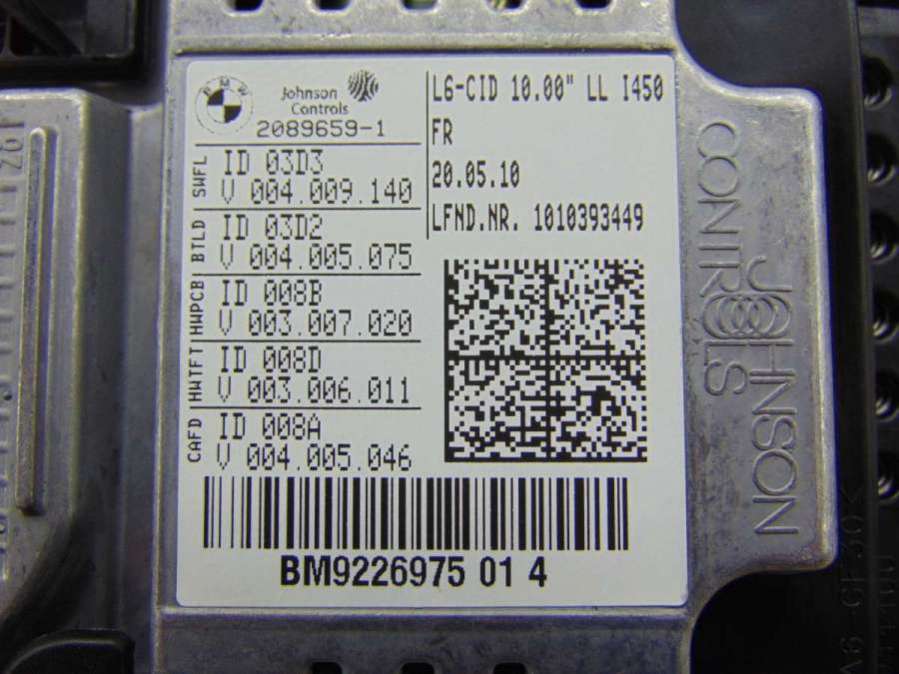 BMW
Johnson
Controls
2089659-1
L6-CID 10.00" LL I450
FR
20.05.10
LFND.NR. 1010393449
SWFL
ID 03D3
V 004.009.140
BTLD
ID 03D2
V 004.005.075
HWPCB
ID 008B
V 003.007.020
HWTFT
ID 008D
V 003.006.011
CAFD
ID 008A
V 004.005.046
BM9226975 01 4
JOHNSON
CONTROLS